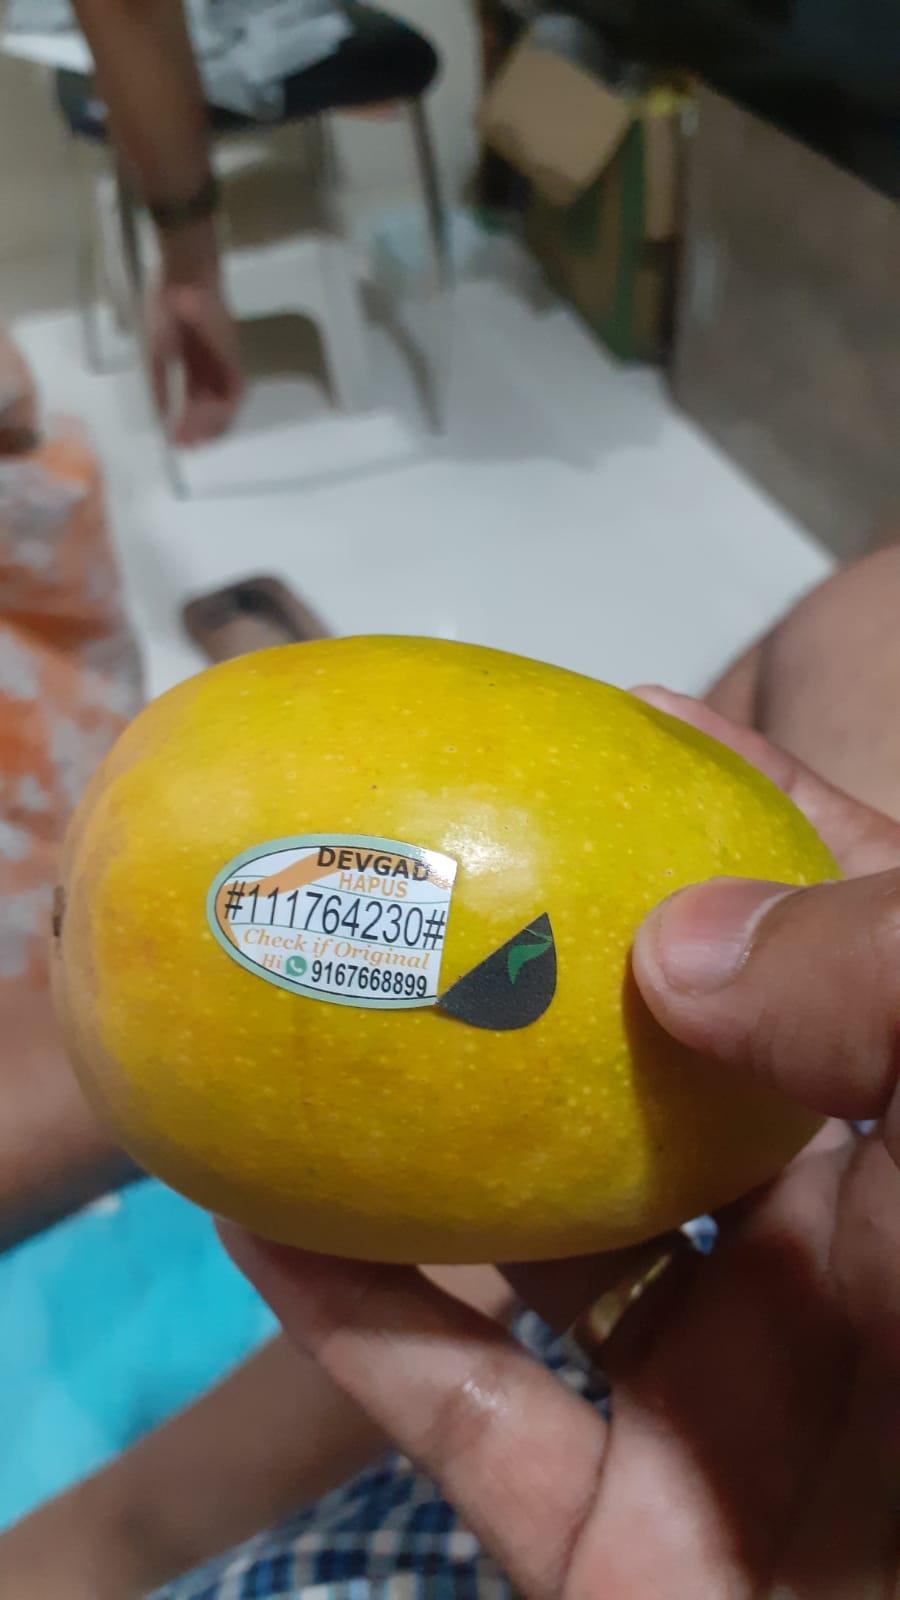 DEVGAD
HAPUS
#111764230#
Check if Original
Hi 9167668899